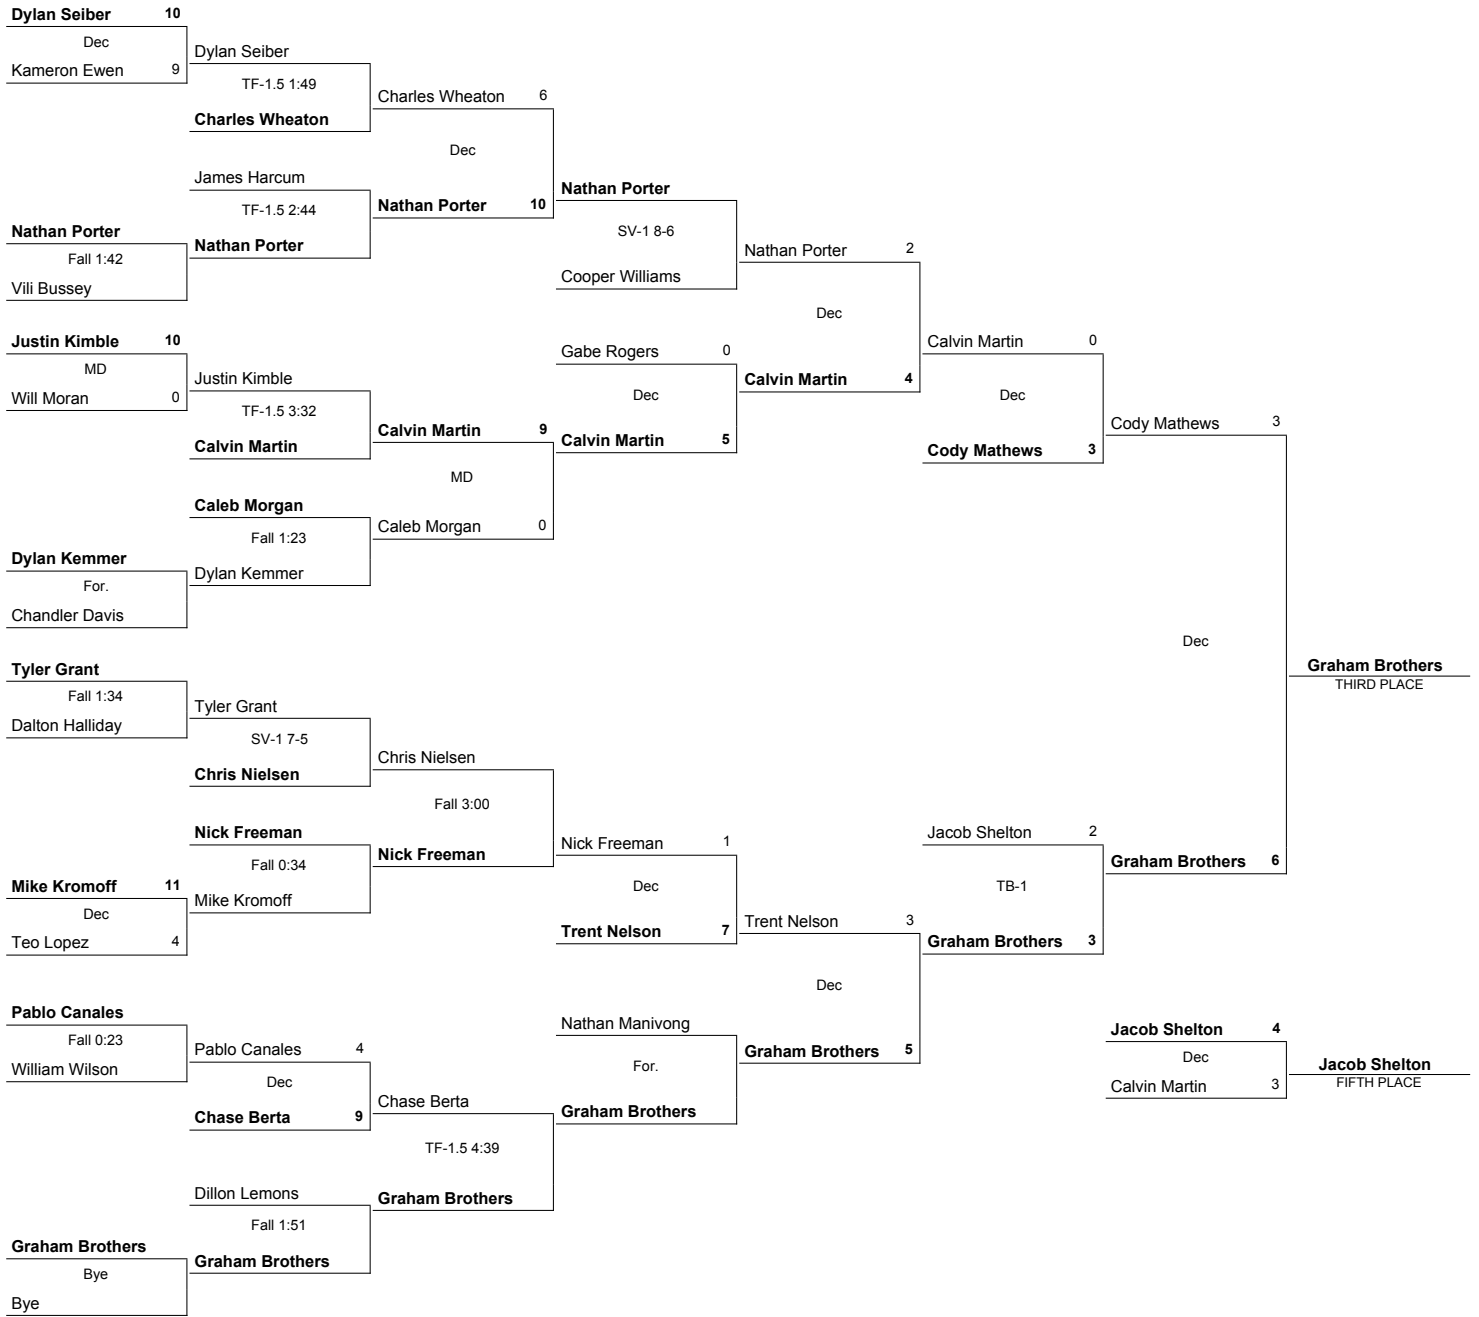 Dylan Seiber 10
Dec
Kameron Ewen 9
Dylan Seiber
TF-1.5 1:49
Charles Wheaton
Charles Wheaton 6
Dec
James Harcum
TF-1.5 2:44
Nathan Porter
Nathan Porter 10
Nathan Porter
Fall 1:42
Vili Bussey
Nathan Porter
SV-1 8-6
Cooper Williams
Nathan Porter 2
Dec
Justin Kimble 10
MD
Will Moran 0
Justin Kimble
TF-1.5 3:32
Calvin Martin
Calvin Martin 9
MD
Caleb Morgan
Fall 1:23
Dylan Kemmer
Caleb Morgan 0
Dylan Kemmer
For.
Chandler Davis
Gabe Rogers 0
Dec
Calvin Martin 5
Calvin Martin 4
Calvin Martin 0
Dec
Cody Mathews 3
Cody Mathews 3
Dec
Graham Brothers
THIRD PLACE
Tyler Grant
Fall 1:34
Dalton Halliday
Tyler Grant
SV-1 7-5
Chris Nielsen
Chris Nielsen
Fall 3:00
Nick Freeman
Fall 0:34
Mike Kromoff
Nick Freeman
Mike Kromoff 11
Dec
Teo Lopez 4
Nick Freeman 1
Dec
Trent Nelson 7
Trent Nelson 3
Dec
Jacob Shelton 2
TB-1
Graham Brothers 3
Graham Brothers 6
Pablo Canales
Fall 0:23
William Wilson
Pablo Canales 4
Dec
Chase Berta 9
Chase Berta
TF-1.5 4:39
Dillon Lemons
Fall 1:51
Graham Brothers
Graham Brothers
Graham Brothers
Bye
Bye
Nathan Manivong
For.
Graham Brothers
Graham Brothers 5
Jacob Shelton 4
Dec
Calvin Martin 3
Jacob Shelton
FIFTH PLACE